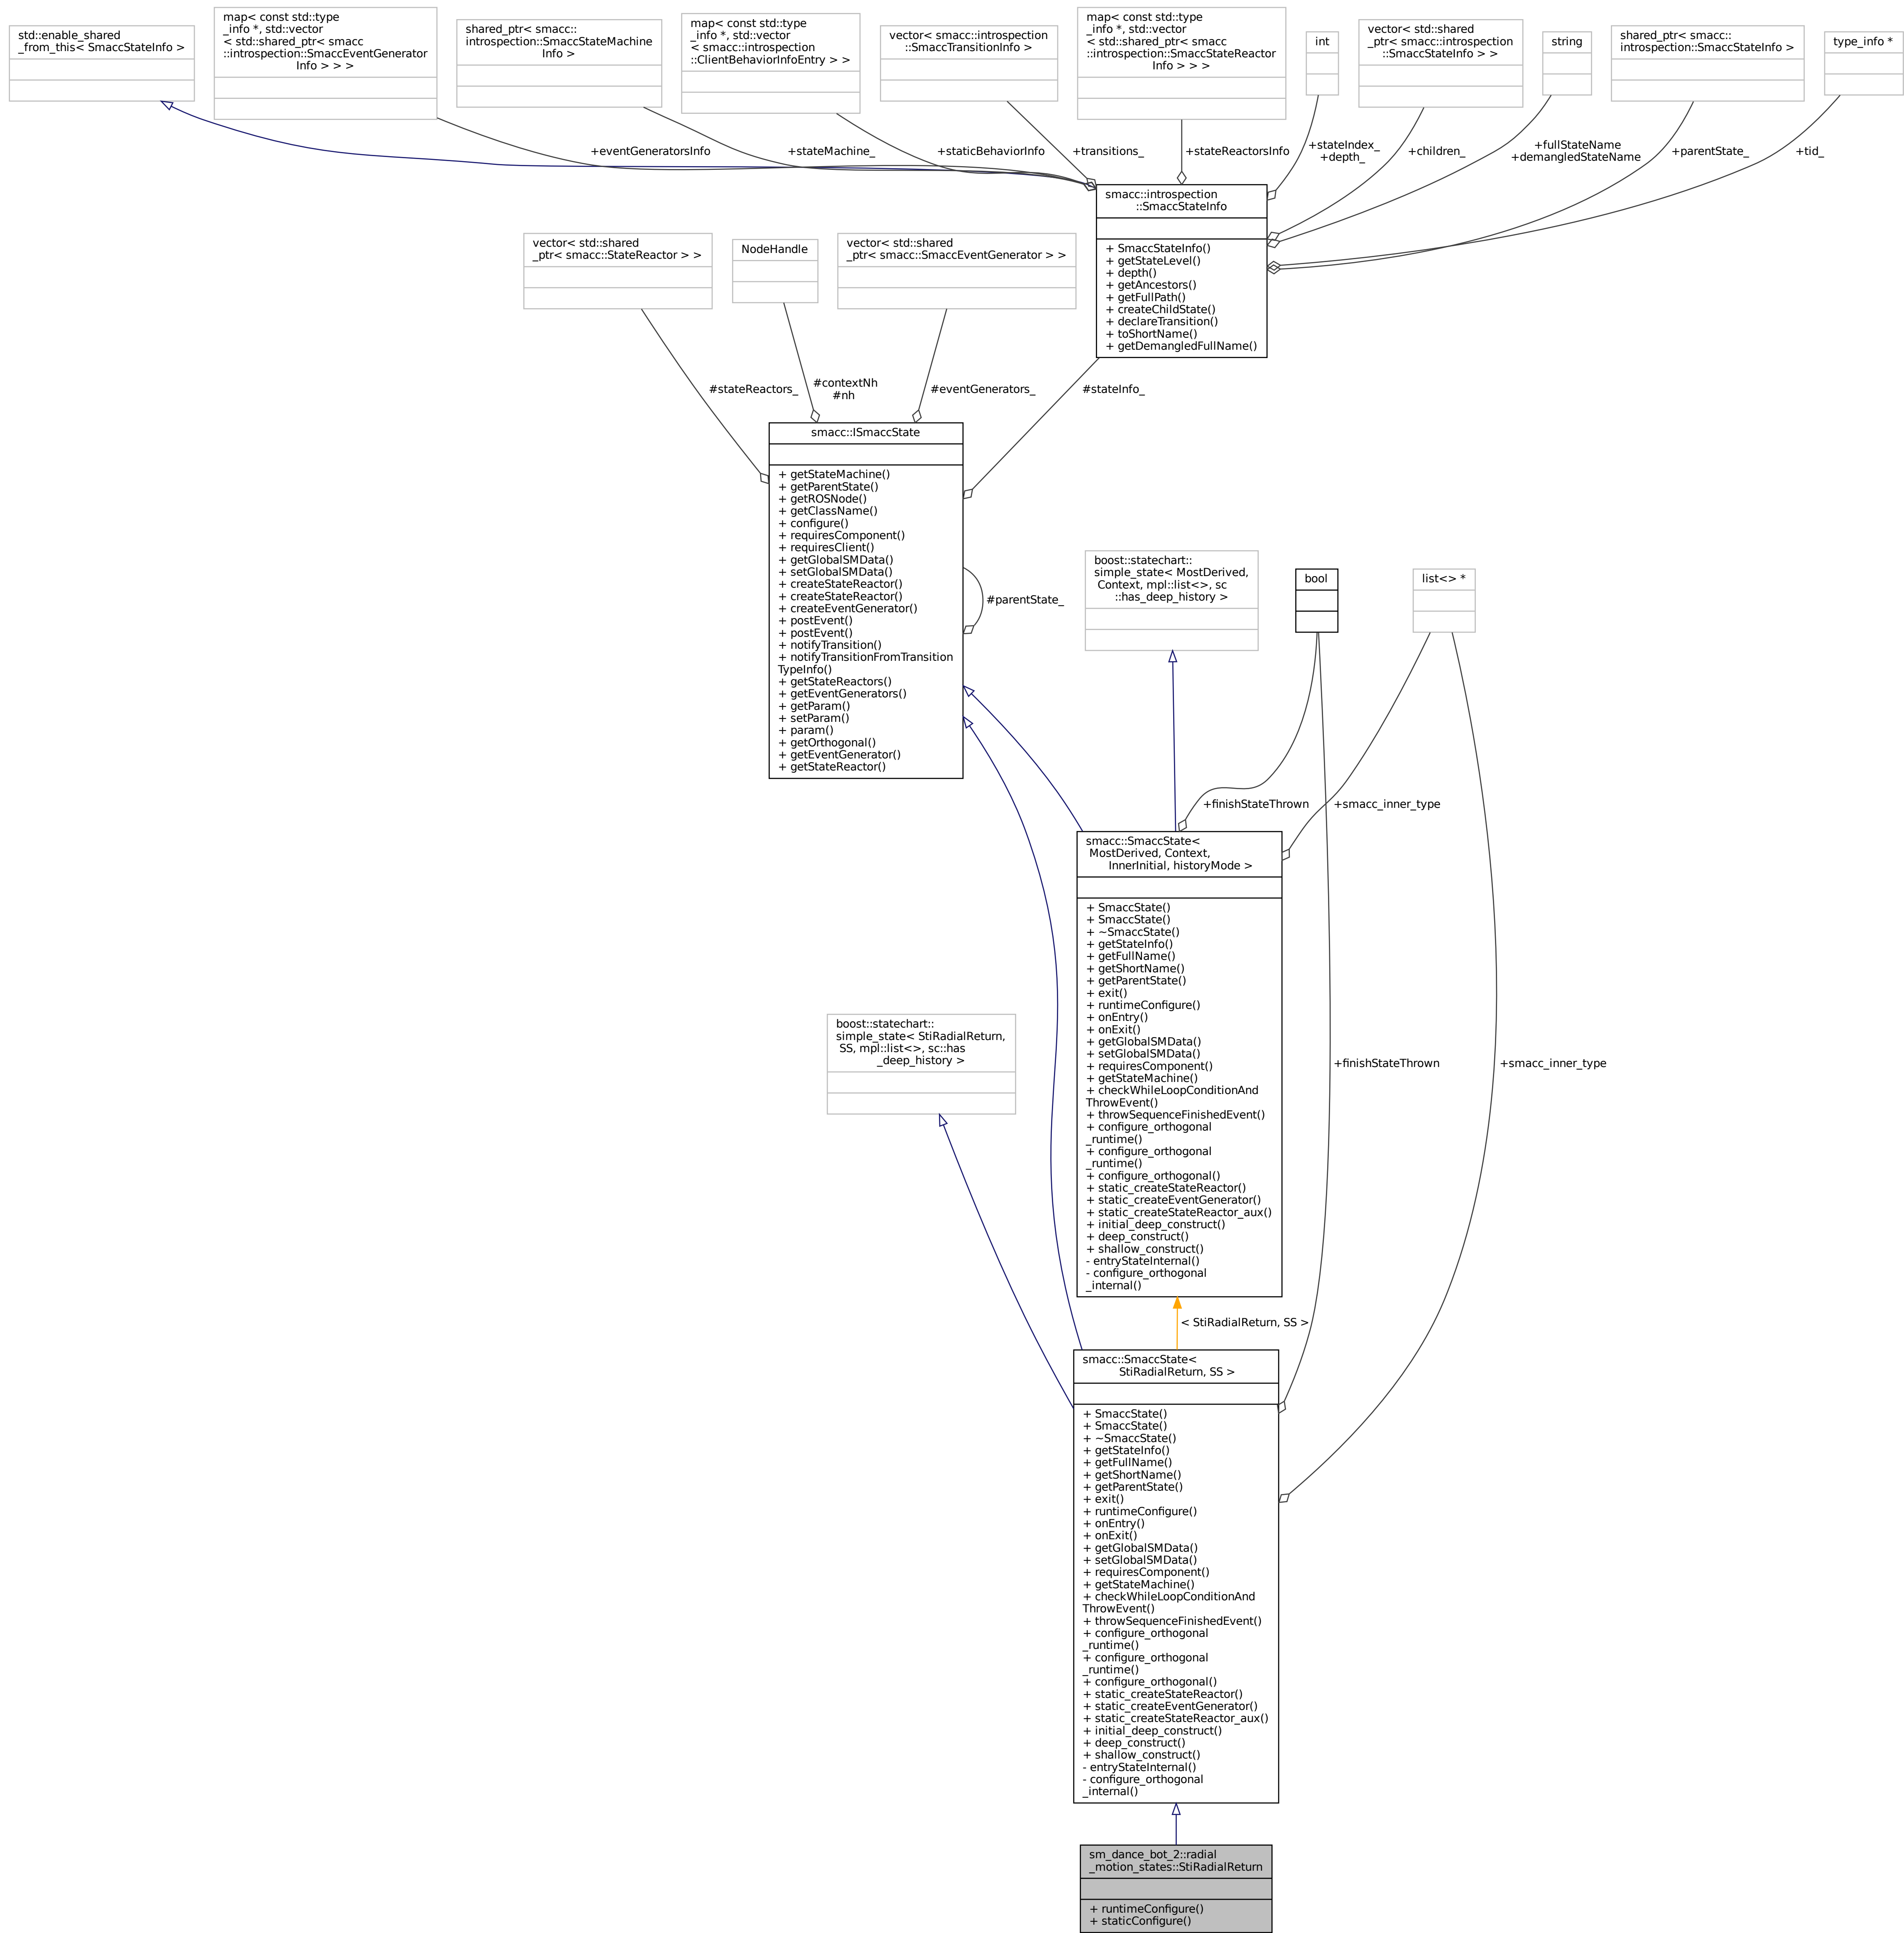 std::enable_shared
_from_this< SmaccStateInfo >
map< const std::type
_info *, std::vector
< std::shared_ptr< smacc
::introspection::SmaccEventGenerator
Info > > >
shared_ptr< smacc::
introspection::SmaccStateMachine
Info >
map< const std::type
_info *, std::vector
< smacc::introspection
::ClientBehaviorInfoEntry > >
vector< smacc::introspection
::SmaccTransitionInfo >
map< const std::type
_info *, std::vector
< std::shared_ptr< smacc
::introspection::SmaccStateReactor
Info > > >
int
vector< std::shared
_ptr< smacc::introspection
::SmaccStateInfo > >
string
shared_ptr< smacc::
introspection::SmaccStateInfo >
type_info *
+eventGeneratorsInfo
+stateMachine_
+staticBehaviorInfo
+transitions_
+stateReactorsInfo
+stateIndex_
+depth_
+children_
+fullStateName
+demangledStateName
+parentState_
+tid_
smacc::introspection
::SmaccStateInfo
+ SmaccStateInfo()
+ getStateLevel()
+ depth()
+ getAncestors()
+ getFullPath()
+ createChildState()
+ declareTransition()
+ toShortName()
+ getDemangledFullName()
vector< std::shared
_ptr< smacc::StateReactor > >
NodeHandle
vector< std::shared
_ptr< smacc::SmaccEventGenerator > >
#stateReactors_
#contextNh
#nh
#eventGenerators_
#stateInfo_
smacc::ISmaccState
+ getStateMachine()
+ getParentState()
+ getROSNode()
+ getClassName()
+ configure()
+ requiresComponent()
+ requiresClient()
+ getGlobalSMData()
+ setGlobalSMData()
+ createStateReactor()
+ createStateReactor()
+ createEventGenerator()
+ postEvent()
+ postEvent()
+ notifyTransition()
+ notifyTransitionFromTransition
TypeInfo()
+ getStateReactors()
+ getEventGenerators()
+ getParam()
+ setParam()
+ param()
+ getOrthogonal()
+ getEventGenerator()
+ getStateReactor()
#parentState_
boost::statechart::
simple_state< MostDerived,
Context, mpl::list<>, sc
::has_deep_history >
bool
list<> *
+finishStateThrown
+smacc_inner_type
smacc::SmaccState<
MostDerived, Context,
InnerInitial, historyMode >
+ SmaccState()
+ SmaccState()
+ ~SmaccState()
+ getStateInfo()
+ getFullName()
+ getShortName()
+ getParentState()
+ exit()
+ runtimeConfigure()
+ onEntry()
+ onExit()
+ getGlobalSMData()
+ setGlobalSMData()
+ requiresComponent()
+ getStateMachine()
+ checkWhileLoopConditionAnd
ThrowEvent()
+ throwSequenceFinishedEvent()
+ configure_orthogonal
_runtime()
+ configure_orthogonal
_runtime()
+ configure_orthogonal()
+ static_createStateReactor()
+ static_createEventGenerator()
+ static_createStateReactor_aux()
+ initial_deep_construct()
+ deep_construct()
+ shallow_construct()
- entryStateInternal()
- configure_orthogonal
_internal()
boost::statechart::
simple_state< StiRadialReturn,
SS, mpl::list<>, sc::has
_deep_history >
+finishStateThrown
+smacc_inner_type
< StiRadialReturn, SS >
smacc::SmaccState<
StiRadialReturn, SS >
+ SmaccState()
+ SmaccState()
+ ~SmaccState()
+ getStateInfo()
+ getFullName()
+ getShortName()
+ getParentState()
+ exit()
+ runtimeConfigure()
+ onEntry()
+ onExit()
+ getGlobalSMData()
+ setGlobalSMData()
+ requiresComponent()
+ getStateMachine()
+ checkWhileLoopConditionAnd
ThrowEvent()
+ throwSequenceFinishedEvent()
+ configure_orthogonal
_runtime()
+ configure_orthogonal
_runtime()
+ configure_orthogonal()
+ static_createStateReactor()
+ static_createEventGenerator()
+ static_createStateReactor_aux()
+ initial_deep_construct()
+ deep_construct()
+ shallow_construct()
- entryStateInternal()
- configure_orthogonal
_internal()
sm_dance_bot_2::radial
_motion_states::StiRadialReturn
+ runtimeConfigure()
+ staticConfigure()